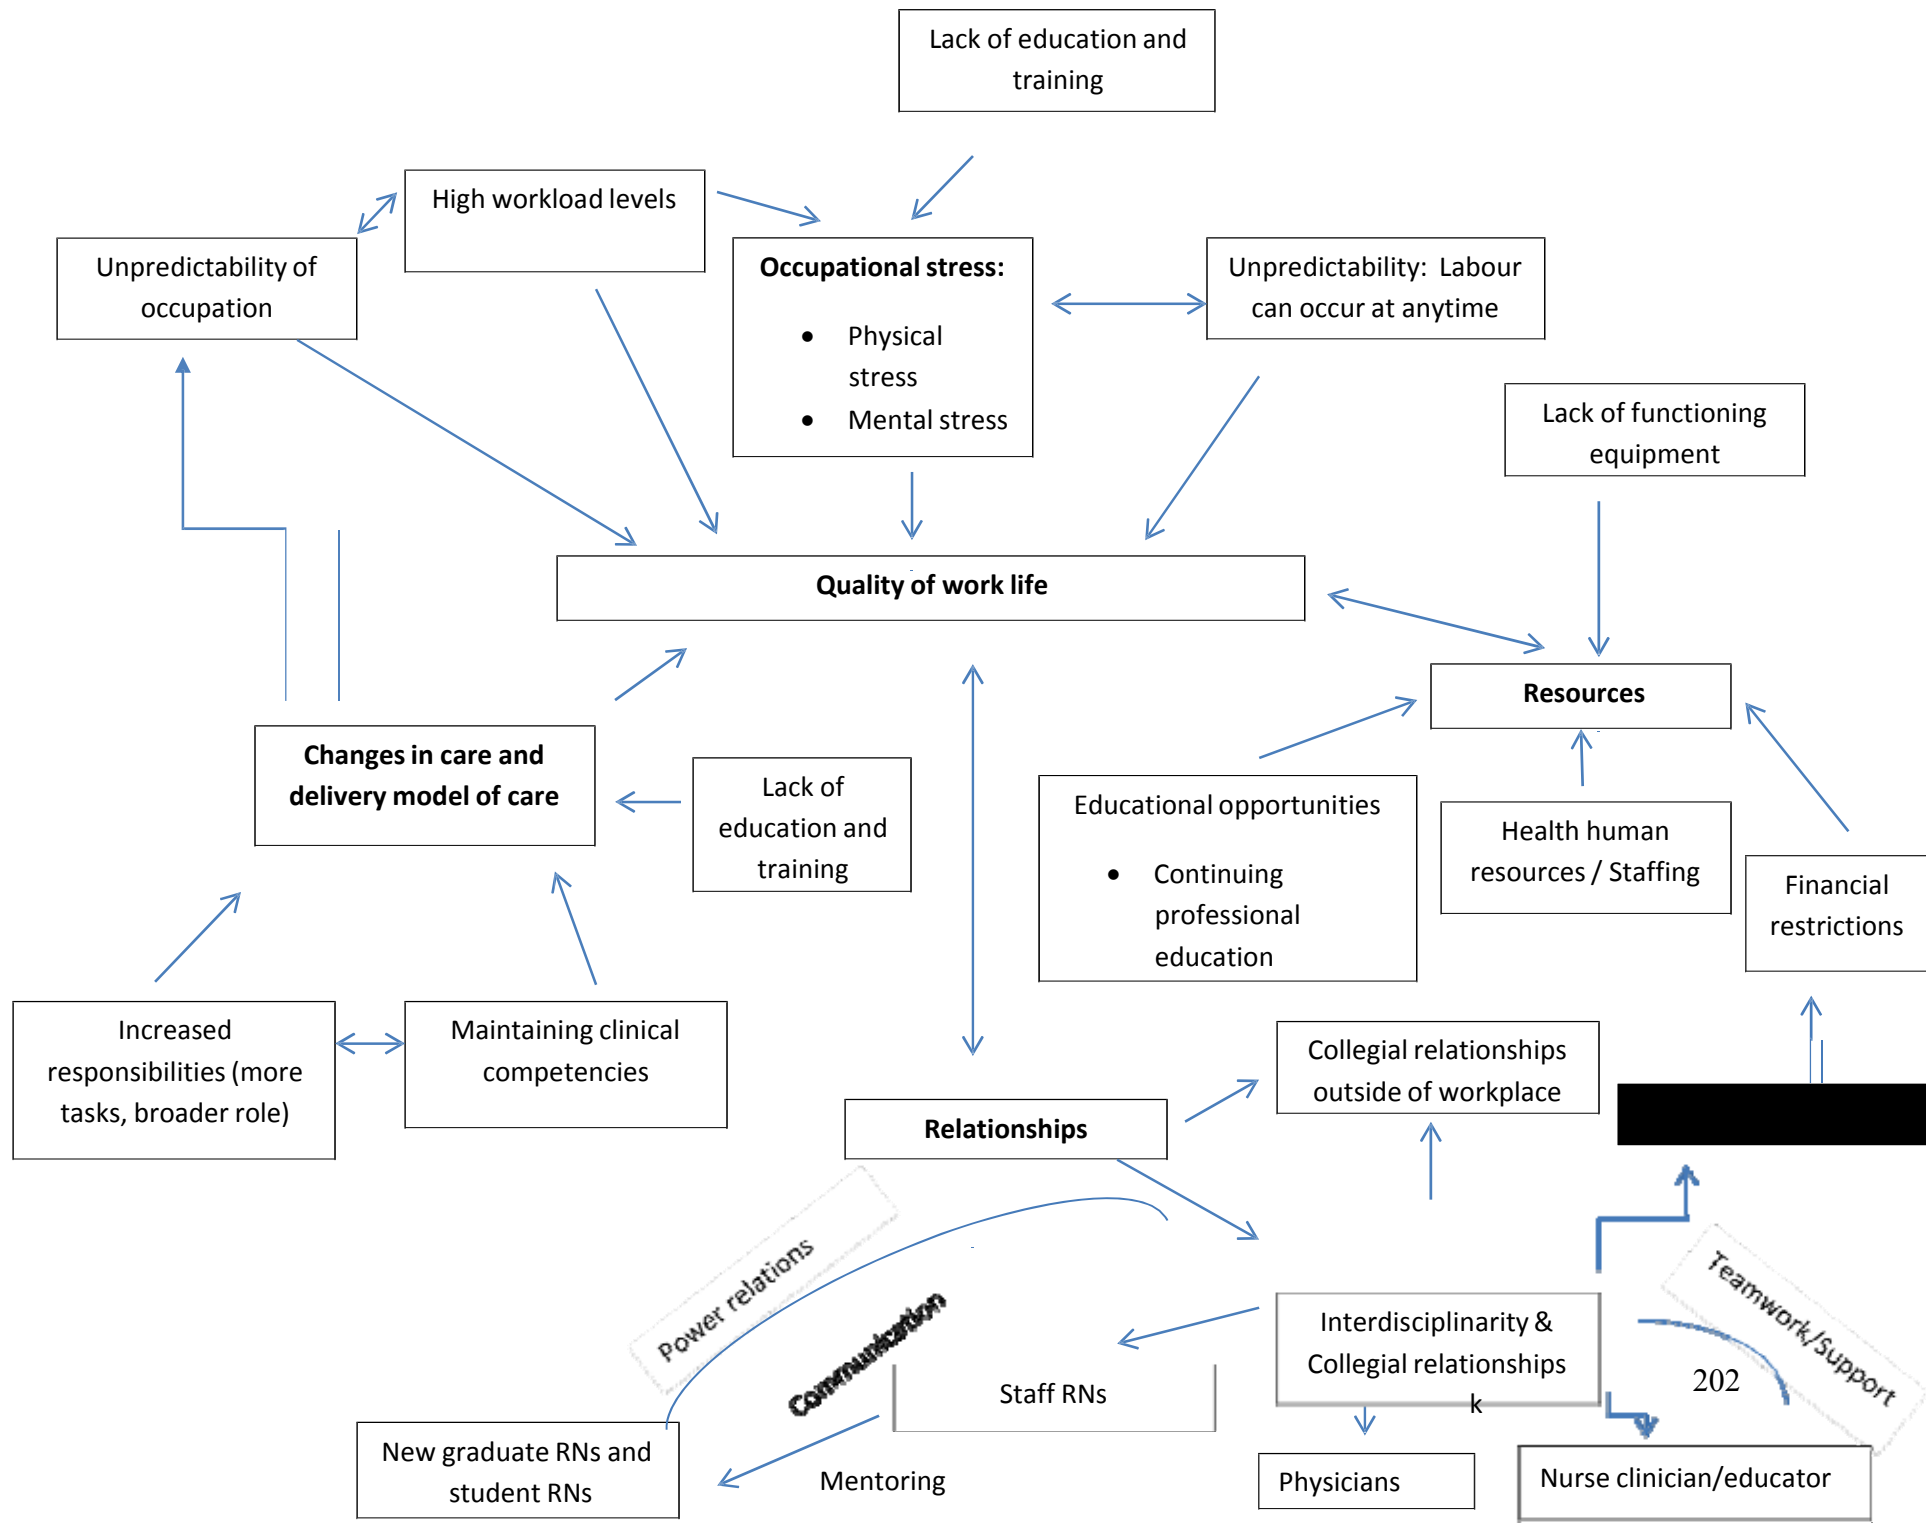 Lack of education and
training
High workload levels
Unpredictability of
occupation
Occupational stress:
• Physical
stress
• Mental stress
Unpredictability: Labour
can occur at anytime
Lack of functioning
equipment
Quality of work life
Resources
Changes in care and
delivery model of care
Lack of
education and
training
Educational opportunities
• Continuing
professional
education
Health human
resources / Staffing
Financial
restrictions
Increased
responsibilities (more
tasks, broader role)
Maintaining clinical
competencies
Collegial relationships
outside of workplace
Relationships
Power relations
Communication
Teamwork/Support
Interdisciplinarity &
Collegial relationships
k
202
Staff RNs
New graduate RNs and
student RNs
Mentoring
Physicians
Nurse clinician/educator